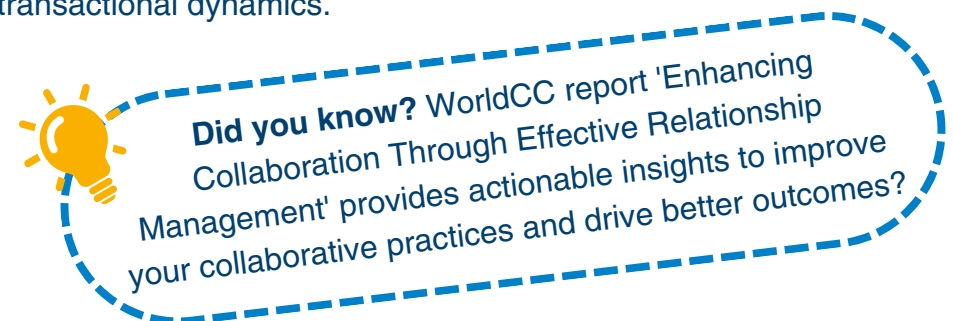 transactional dynamics.
Did you know? WorldCC report 'Enhancing
Collaboration Through Effective Relationship
Management' provides actionable insights to improve
your collaborative practices and drive better outcomes?